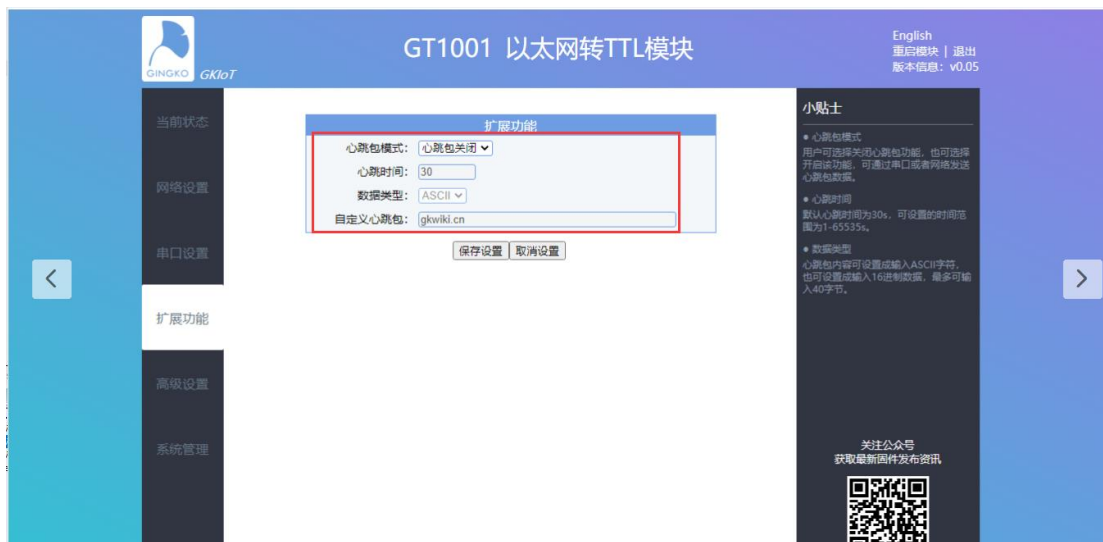 GINGKO GKIoT
GT1001 以太网转TTL模块
English
重启模块 | 退出
版本信息：v0.05
当前状态
网络设置
串口设置
扩展功能
高级设置
系统管理
扩展功能
心跳包模式： 心跳包关闭
心跳时间： 30
数据类型： ASCII
自定义心跳包： gkwiki.cn
保存设置 取消设置
小贴士
● 心跳包模式
用户可选择关闭心跳包功能，也可选择
开启该功能，可通过串口或者网络发送
心跳包数据。
● 心跳时间
默认心跳时间为30s，可设置的时间范
围为1-65535s。
● 数据类型
心跳包内容可设置成输入ASCII字符，
也可设置成输入16进制数据，最多可输
入40字节。
关注公众号
获取最新固件发布资讯